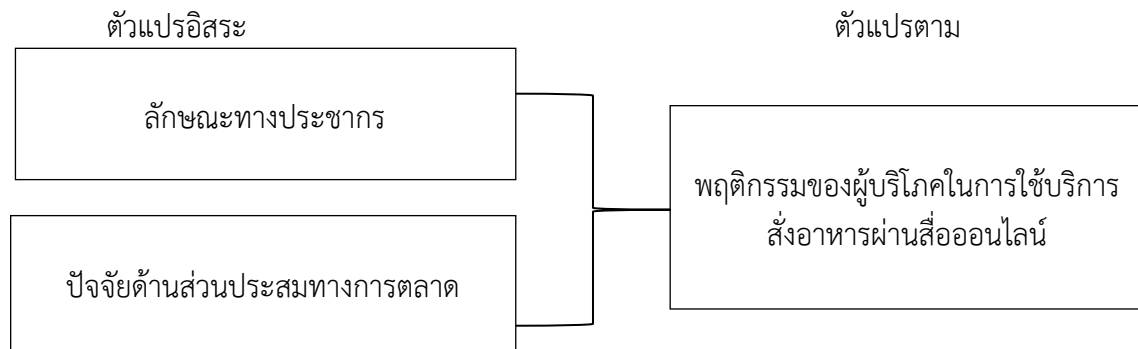 ตัวแปรอิสระ
ตัวแปรตาม
ลักษณะทางประชากร
พฤติกรรมของผู้บริโภคในการใช้บริการ
สั่งอาหารผ่านสื่อออนไลน์
ปัจจัยด้านส่วนประสมทางการตลาด